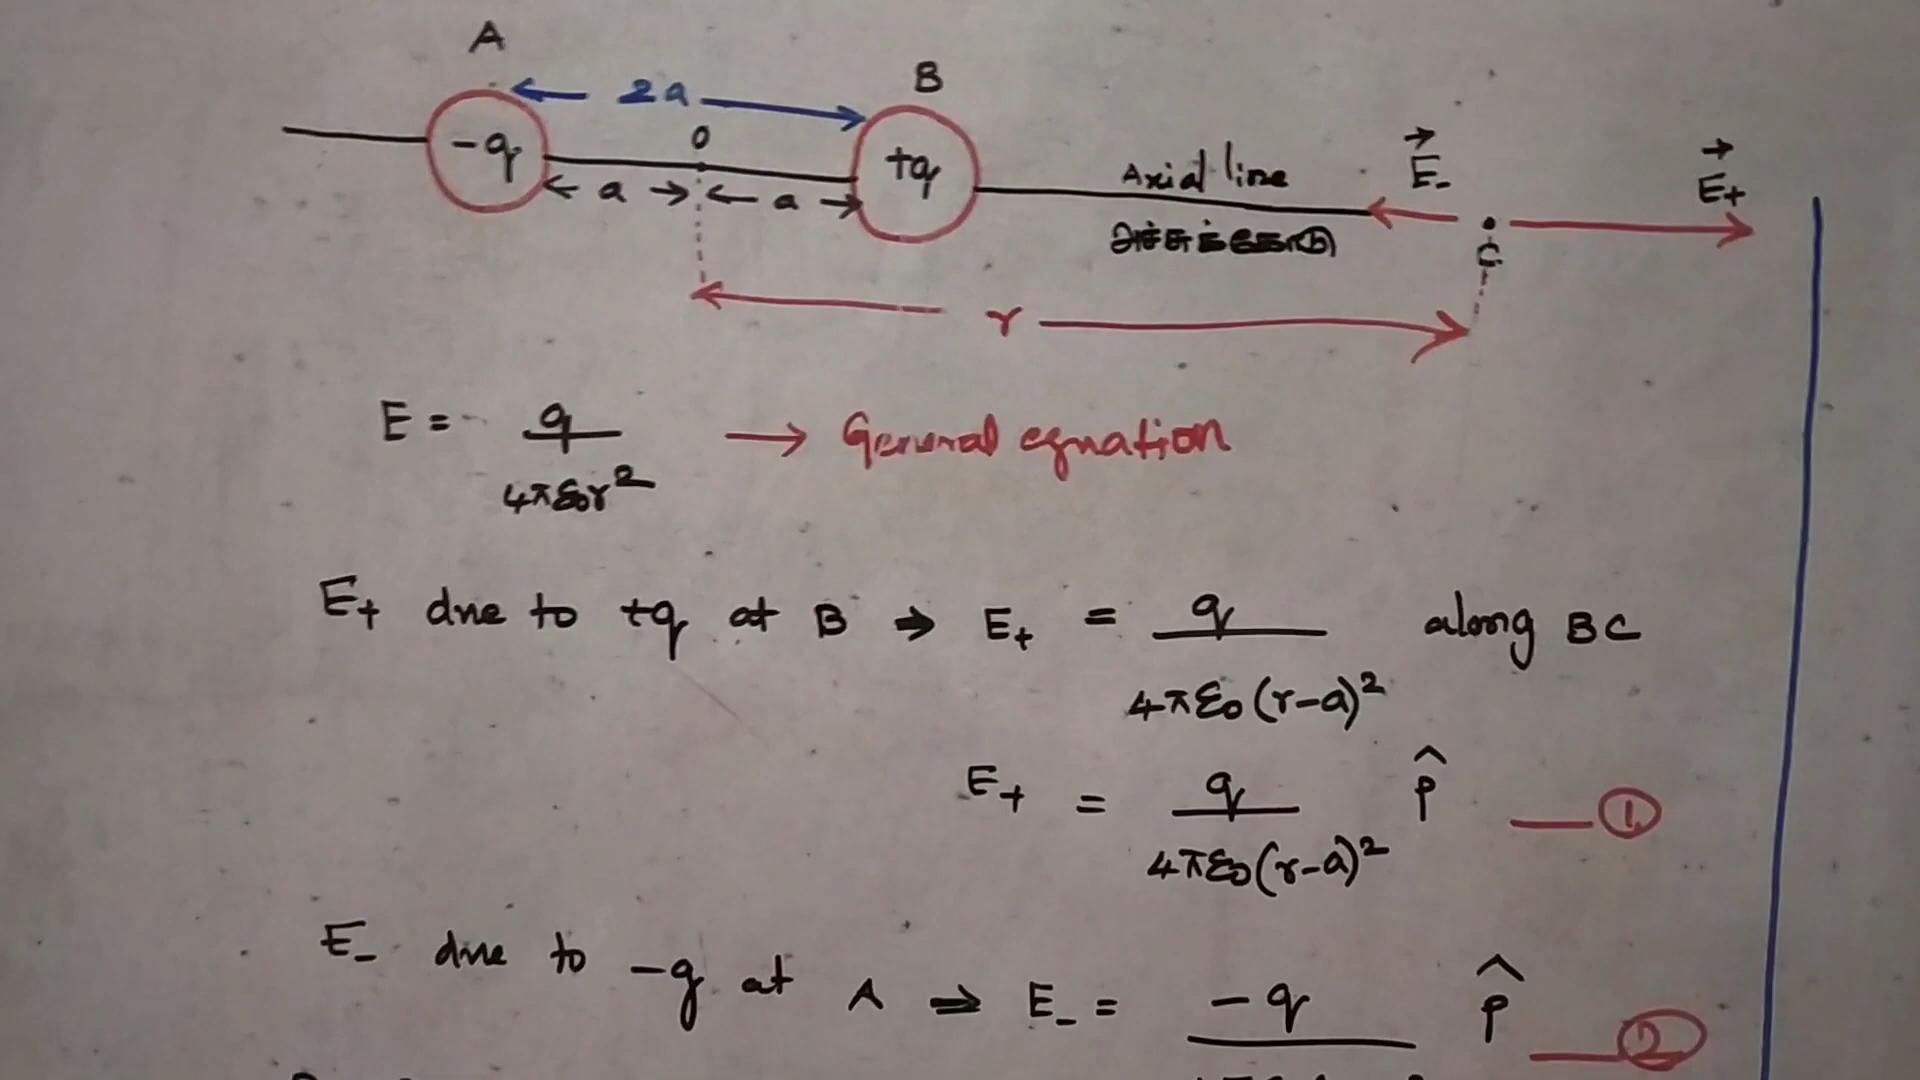 A
B
2a
O
-q
+q
a
a
Axial line
அச்சுக்கோடு
E⃗₋
E⃗₊
C
r
E = q / 4πε₀r² → General equation
E₊ due to +q at B ⇒ E₊ = q / 4πε₀(r-a)² along BC
E₊ = q / 4πε₀(r-a)² p̂ — ①
E₋ due to -q at A ⇒ E₋ = -q p̂ — ②